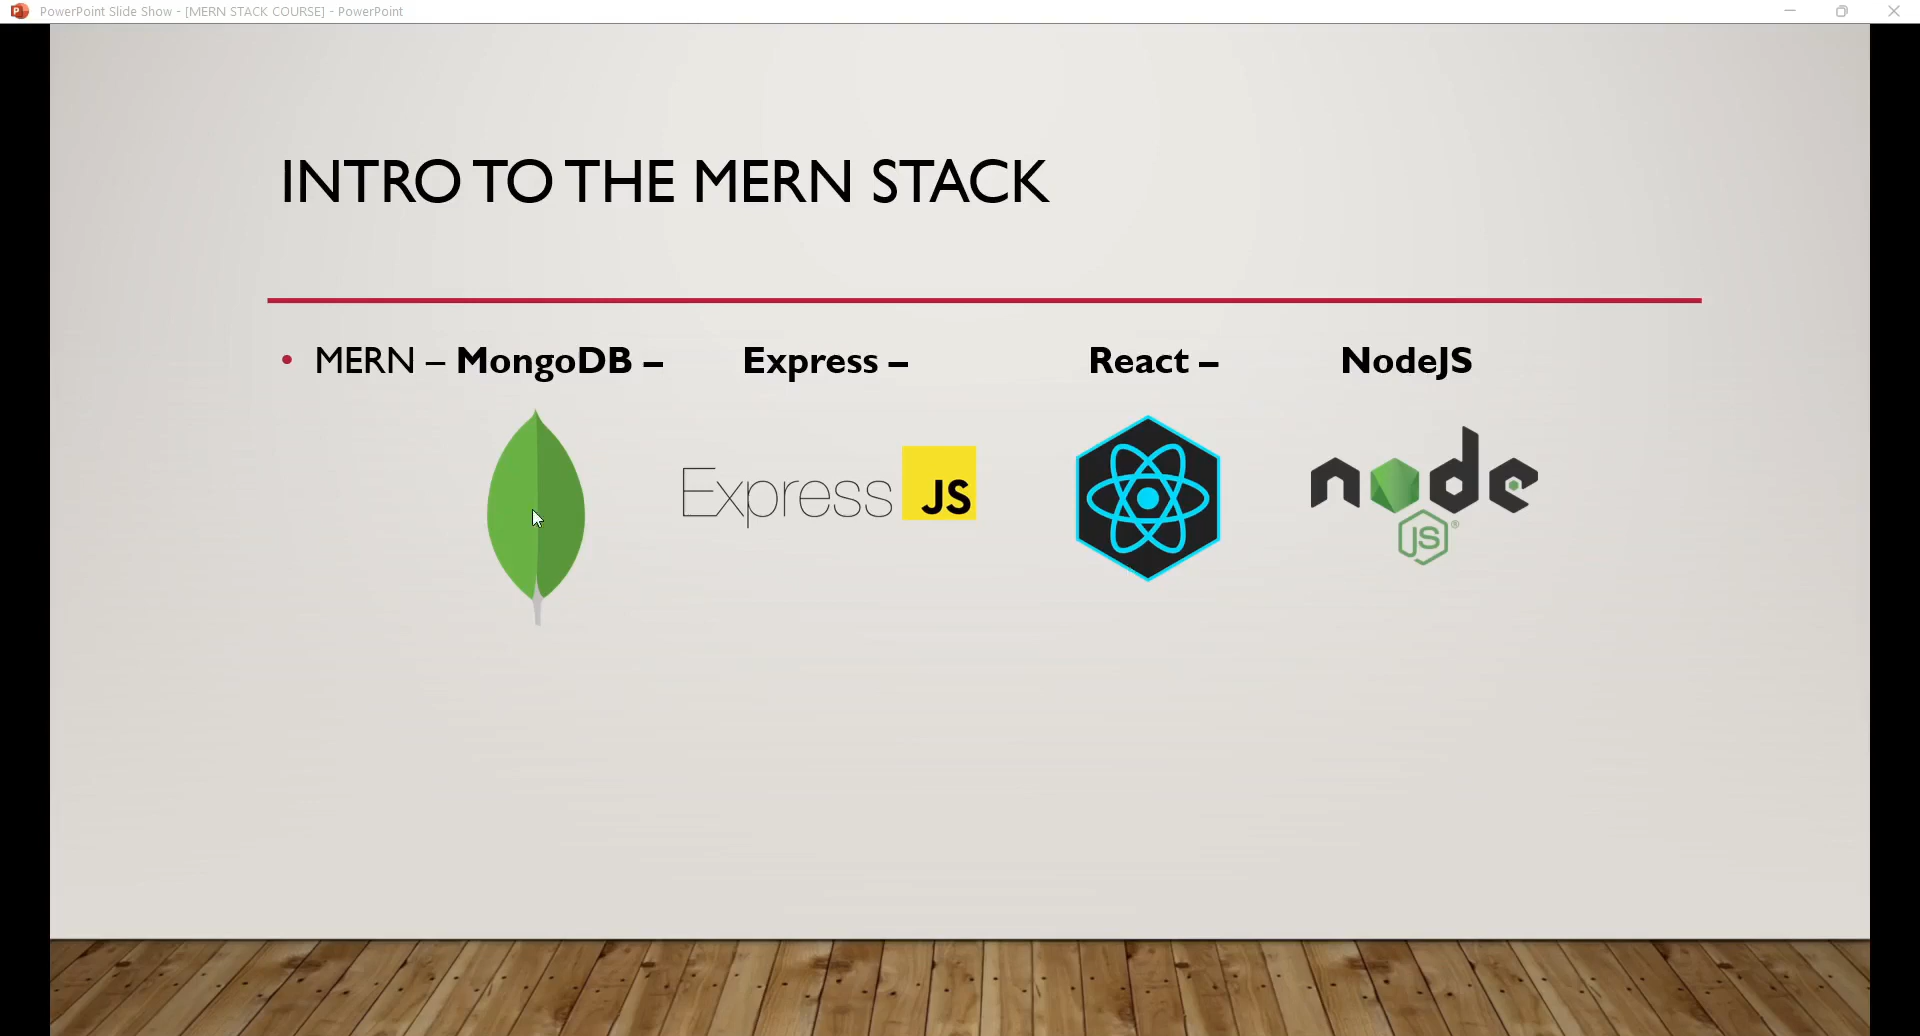 PowerPoint Slide Show - [MERN STACK COURSE] - PowerPoint
INTRO TO THE MERN STACK
• MERN – MongoDB – Express – React – NodeJS
Express JS
node
JS ®